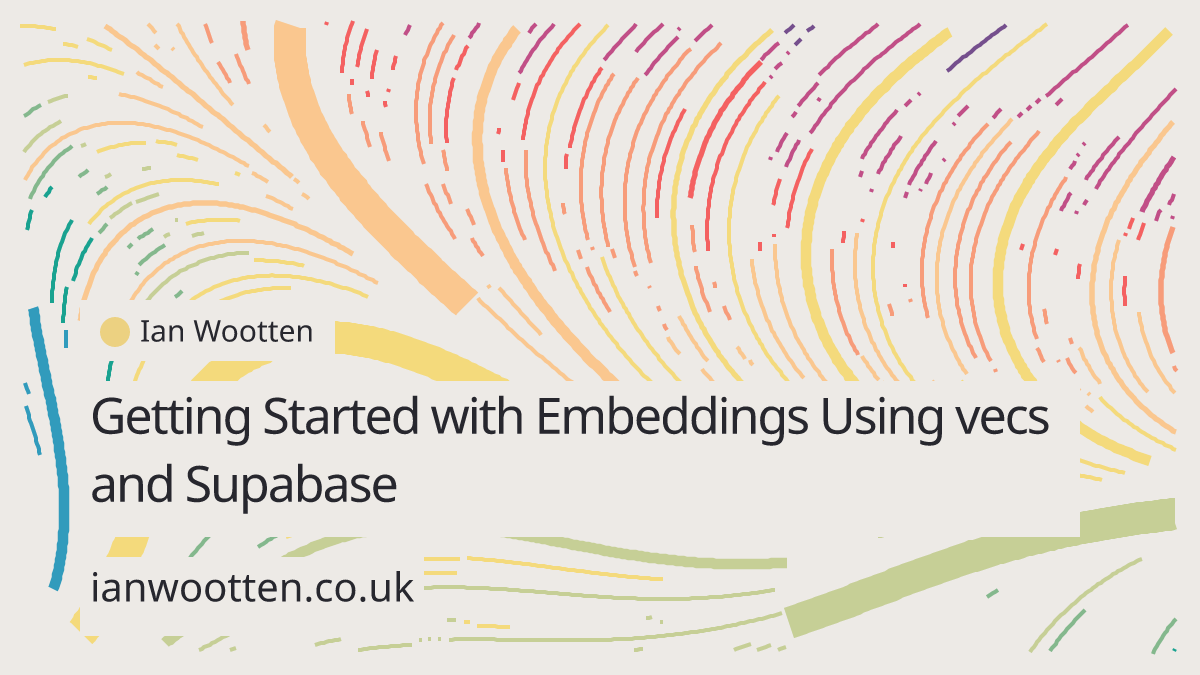 Ian Wootten
Getting Started with Embeddings Using vecs
and Supabase
ianwootten.co.uk